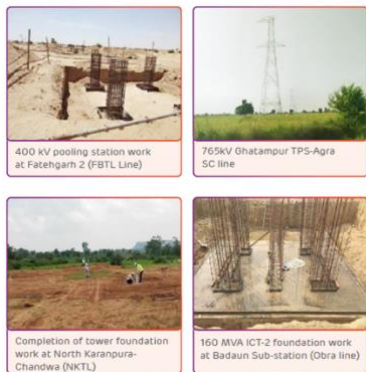 400 kV pooling station work
at Fatehgarh 2 (FBTL Line)
765kV Ghatampur TPS-Agra
SC line
Completion of tower foundation
work at North Karanpura-
Chandwa (NKTL)
160 MVA ICT-2 foundation work
at Badaun Sub-station (Obra line)